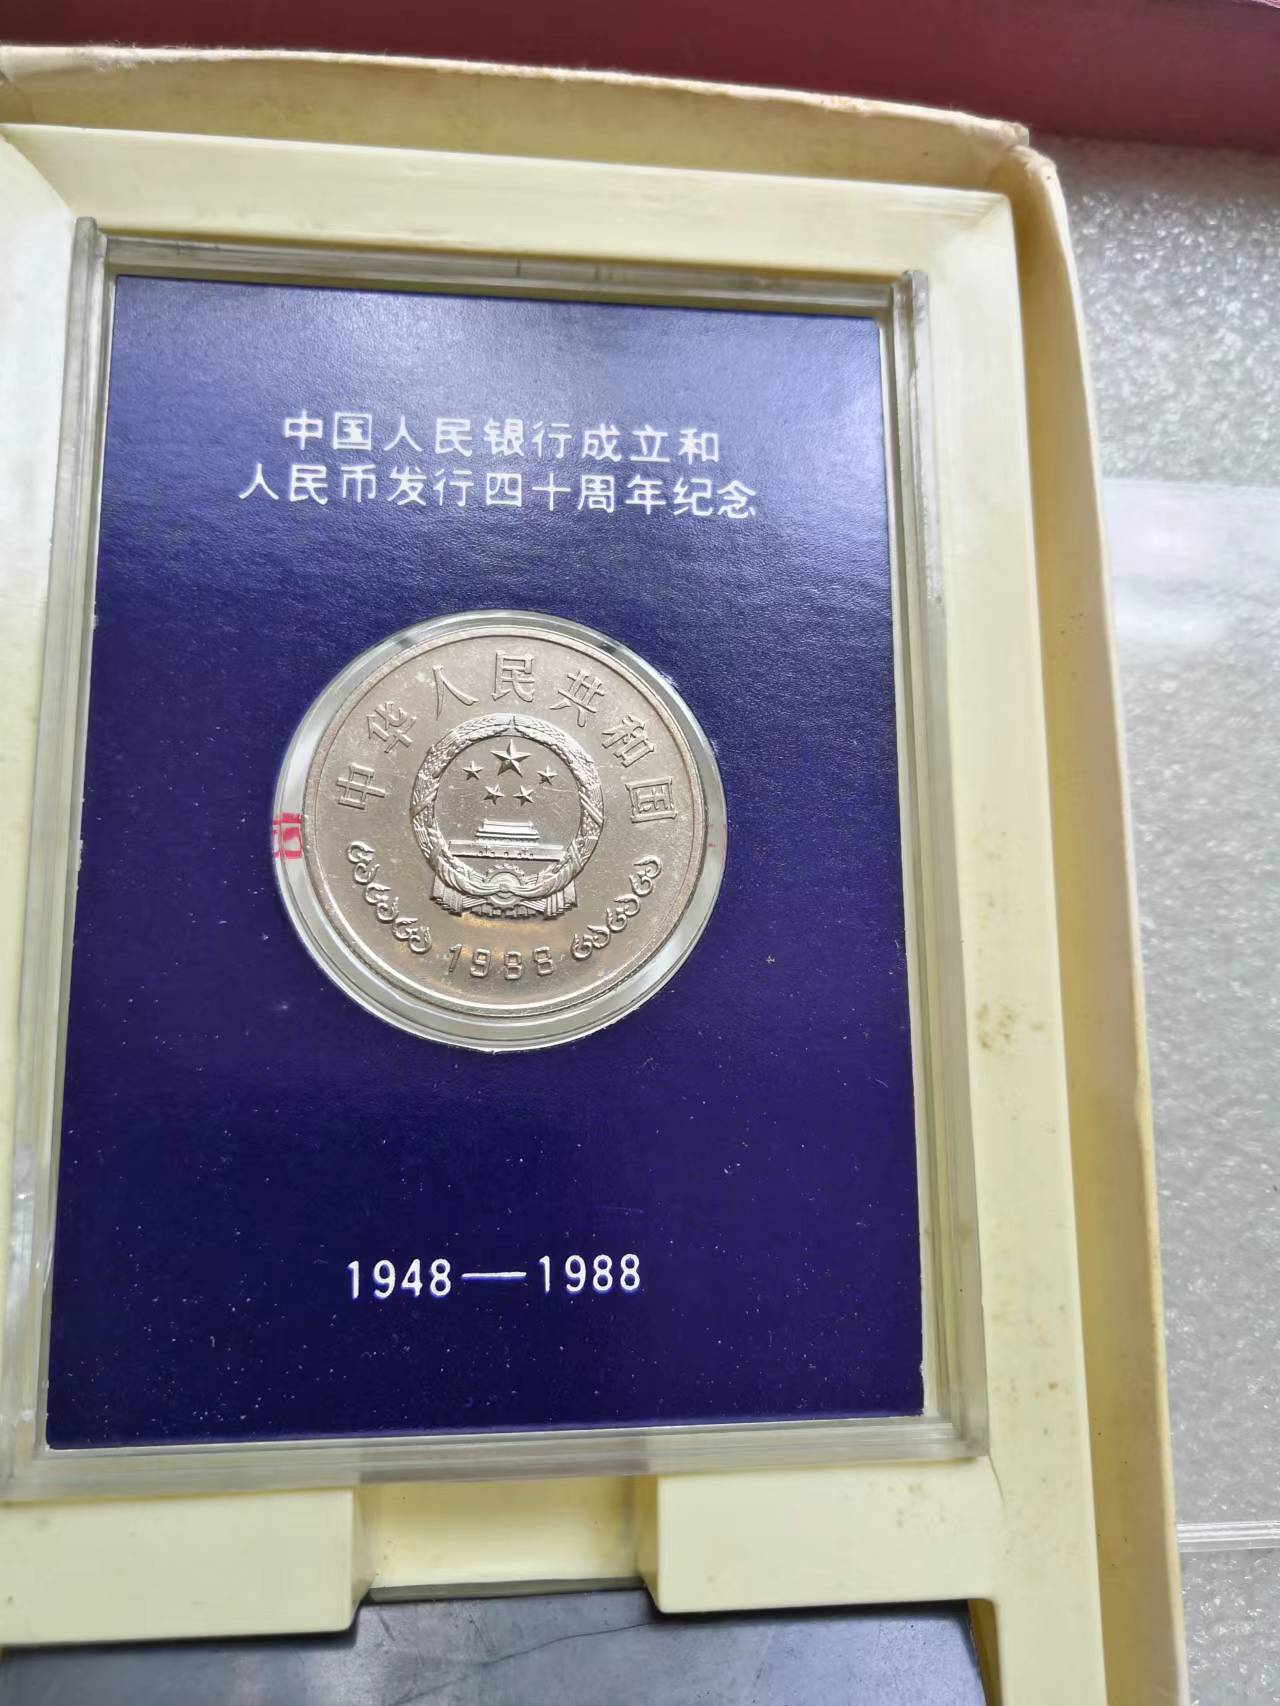 中国人民银行成立和
人民币发行四十周年纪念
中华人民共和国
1988
1948—1988